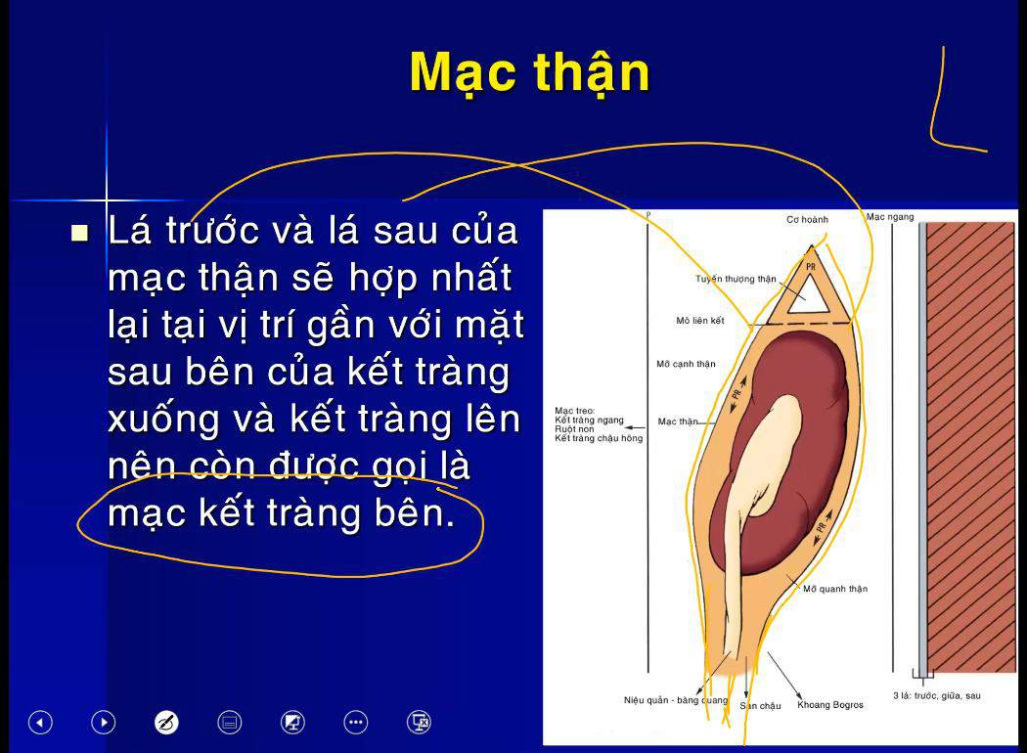 Mạc thận
Lá trước và lá sau của
mạc thận sẽ hợp nhất
lại tại vị trí gần với mặt
sau bên của kết tràng
xuống và kết tràng lên
nên còn được gọi là
mạc kết tràng bên.
P
Cơ hoành
Mạc ngang
PR
Tuyến thượng thận
Mô liên kết
Mỡ cạnh thận
PR
Mạc treo:
Kết tràng ngang
Ruột non
Kết tràng chậu hông
Mạc thận
PR
Mỡ quanh thận
Niệu quản - bàng quang
Sàn chậu
Khoang Bogros
3 lá: trước, giữa, sau